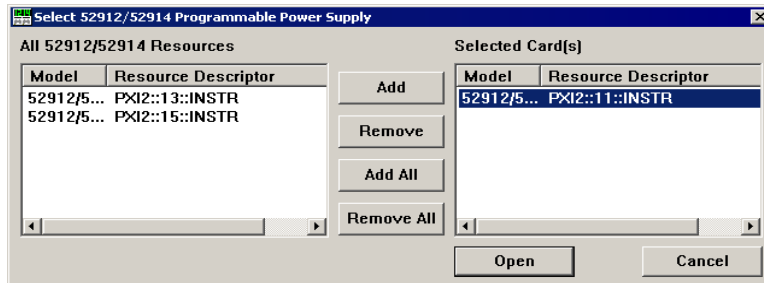 Select 52912/52914 Programmable Power Supply
All 52912/52914 Resources
Model Resource Descriptor
52912/5... PXI2::13::INSTR
52912/5... PXI2::15::INSTR
Add
Remove
Add All
Remove All
Selected Card(s)
Model Resource Descriptor
52912/5... PXI2::11::INSTR
Open
Cancel